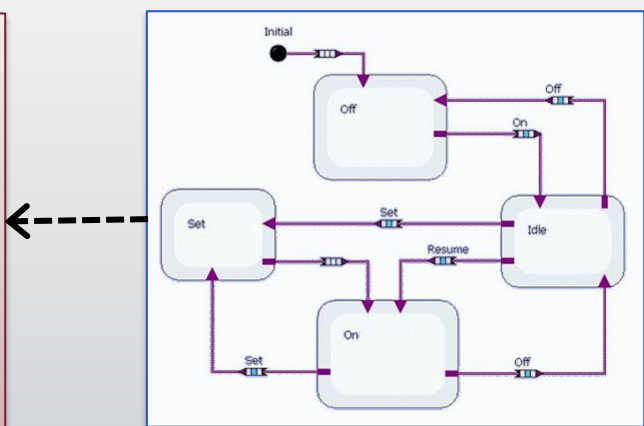 Initial
Off
Off
On
Set
Set
Idle
Resume
On
Set
Off